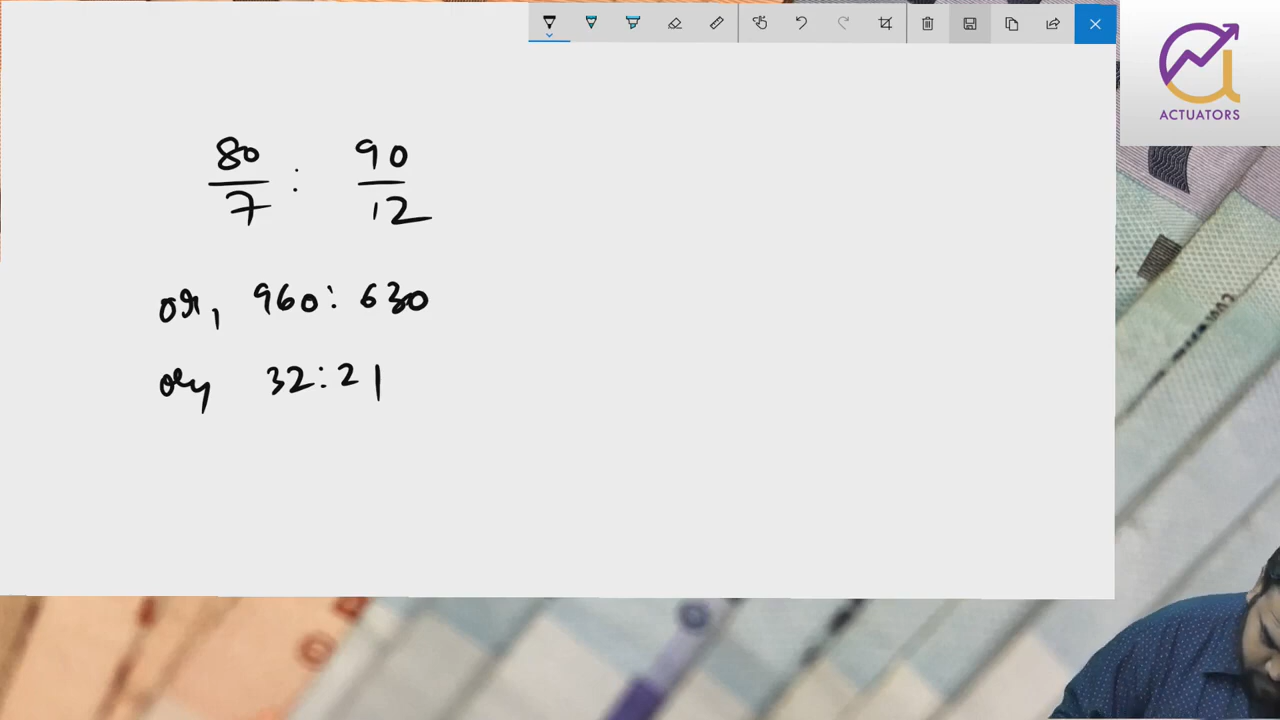 ACTUATORS
80/7 : 90/12
or, 960 : 630
or, 32 : 21